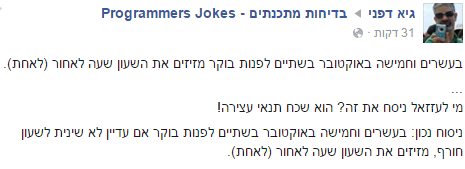 גיא דפני ◄ בדיחות מתכנתים - Programmers Jokes
31 דקות
בעשרים וחמישה באוקטובר בשתיים לפנות בוקר מזיזים את השעון שעה לאחור (לאחת).
...
מי לעזזאל ניסח את זה? הוא שכח תנאי עצירה!
ניסוח נכון: בעשרים וחמישה באוקטובר בשתיים לפנות בוקר אם עדיין לא שינית לשעון
חורף, מזיזים את השעון שעה לאחור (לאחת).